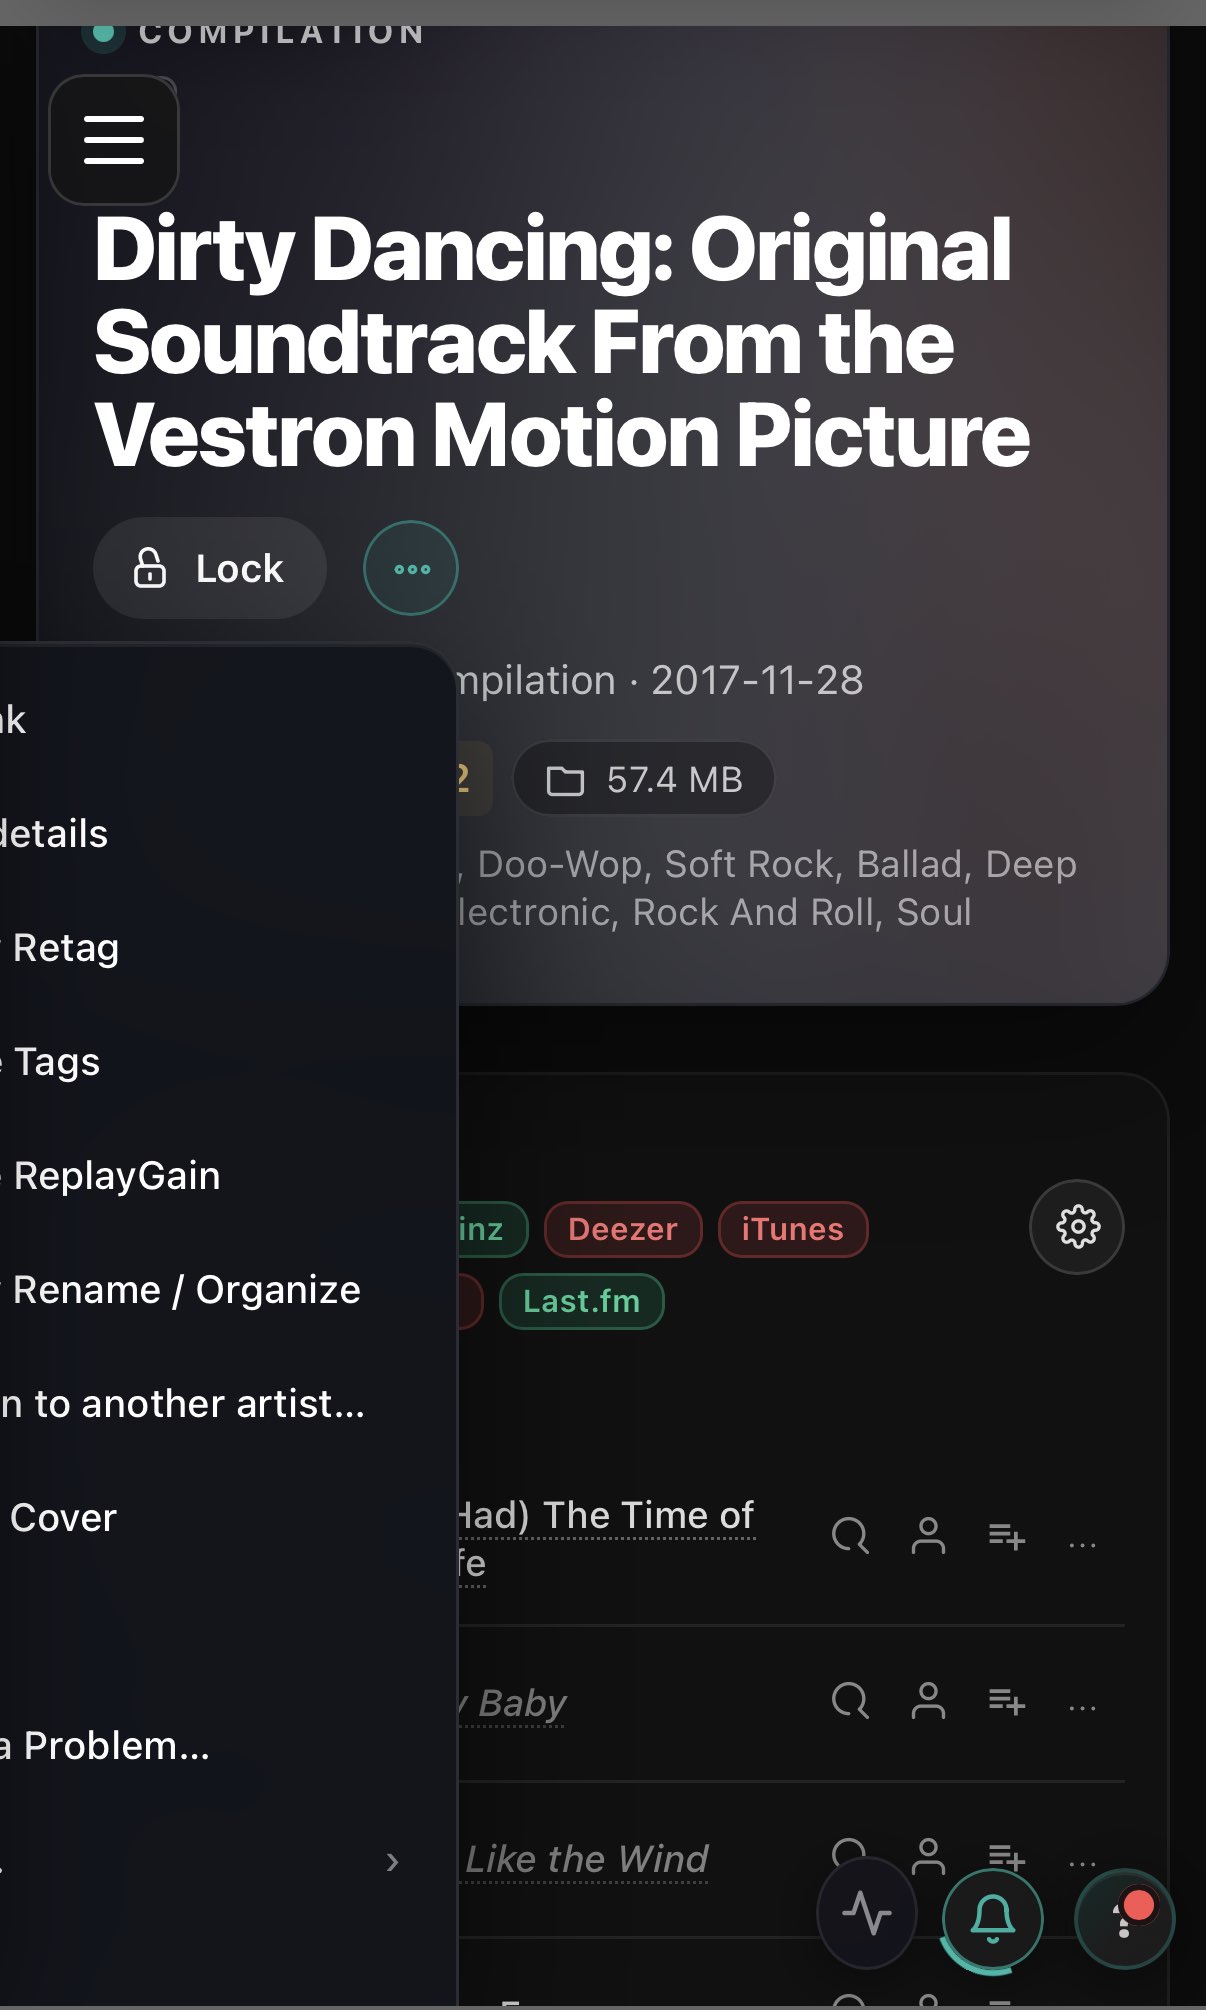 COMPILATION
Dirty Dancing: Original
Soundtrack From the
Vestron Motion Picture
Lock
mpilation · 2017-11-28
2
57.4 MB
, Doo-Wop, Soft Rock, Ballad, Deep
lectronic, Rock And Roll, Soul
nk
details
Retag
e Tags
e ReplayGain
Rename / Organize
n to another artist...
Cover
a Problem...
›
inz
Deezer
iTunes
Last.fm
Had) The Time of
fe
...
y Baby
...
Like the Wind
...
?